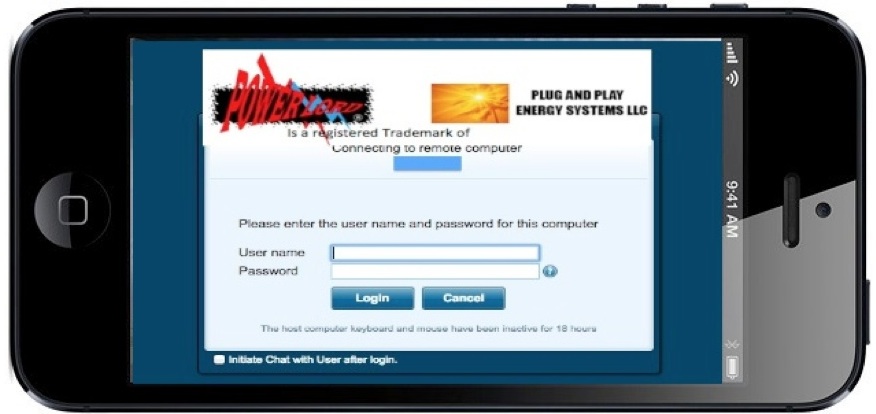 POWERLORD®
PLUG AND PLAY
ENERGY SYSTEMS LLC
Is a registered Trademark of
Connecting to remote computer
Please enter the user name and password for this computer
User name
Password
Login Cancel
The host computer keyboard and mouse have been inactive for 18 hours
Initiate Chat with User after login.
9:41 AM